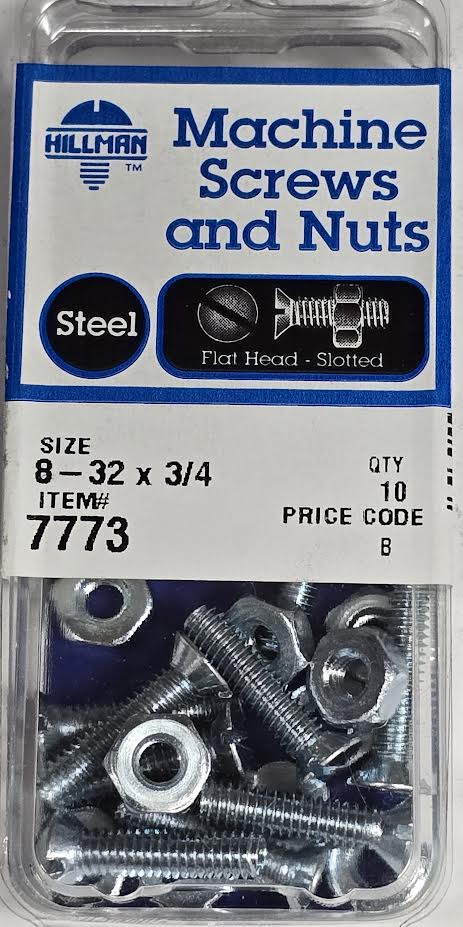 HILLMAN
TM
Machine
Screws
and Nuts
Steel
Flat Head - Slotted
SIZE
8-32 x 3/4
ITEM#
7773
QTY
10
PRICE CODE
B